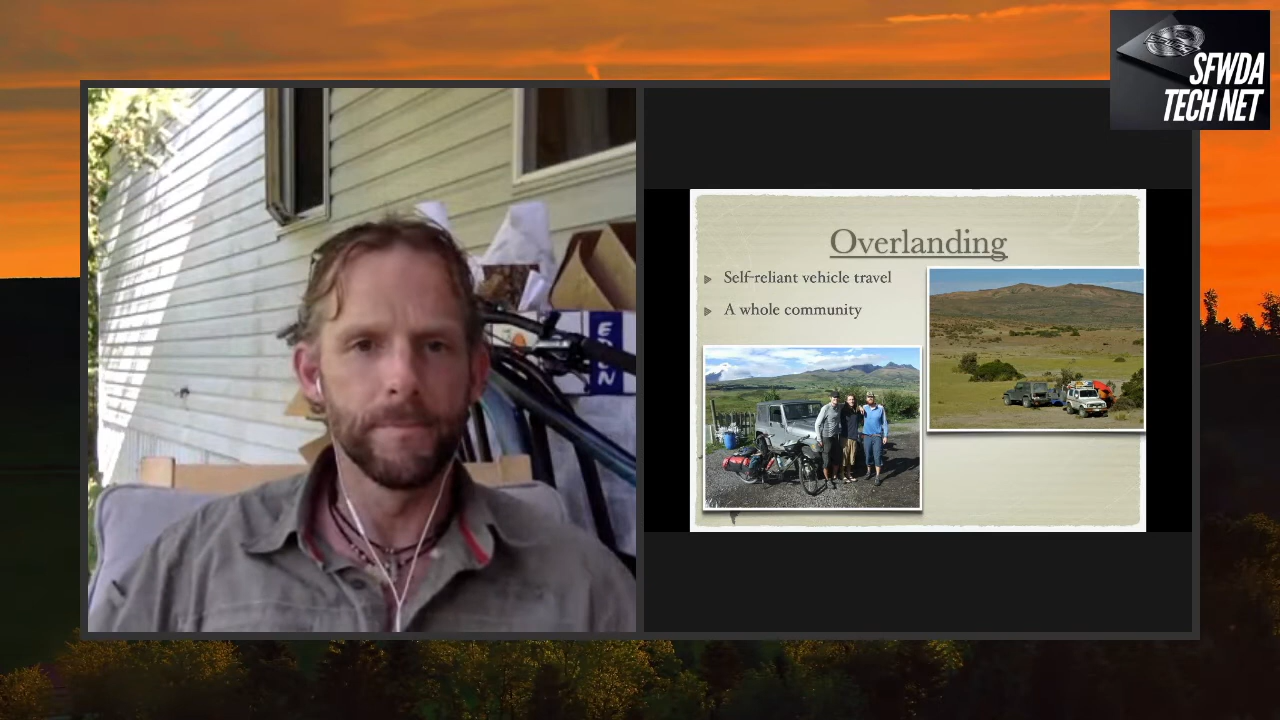 SFWDA
TECH NET
Overlanding
Self-reliant vehicle travel
A whole community